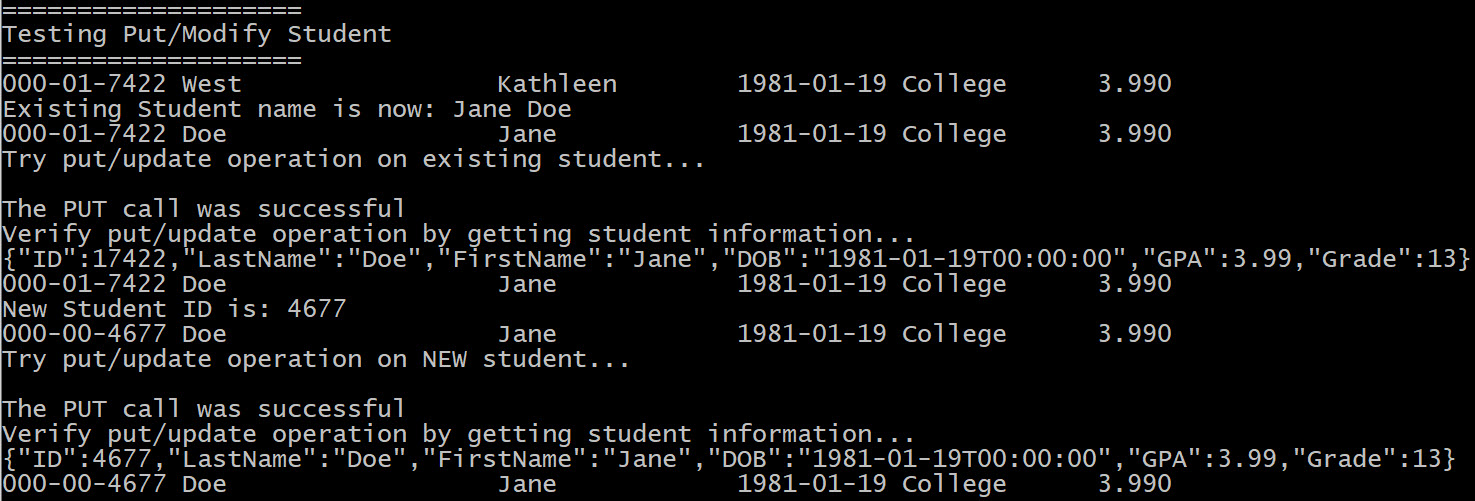 ====================
Testing Put/Modify Student
====================
000-01-7422 West                 Kathleen        1981-01-19 College      3.990
Existing Student name is now: Jane Doe
000-01-7422 Doe                  Jane            1981-01-19 College      3.990
Try put/update operation on existing student...

The PUT call was successful
Verify put/update operation by getting student information...
{"ID":17422,"LastName":"Doe","FirstName":"Jane","DOB":"1981-01-19T00:00:00","GPA":3.99,"Grade":13}
000-01-7422 Doe                  Jane            1981-01-19 College      3.990
New Student ID is: 4677
000-00-4677 Doe                  Jane            1981-01-19 College      3.990
Try put/update operation on NEW student...

The PUT call was successful
Verify put/update operation by getting student information...
{"ID":4677,"LastName":"Doe","FirstName":"Jane","DOB":"1981-01-19T00:00:00","GPA":3.99,"Grade":13}
000-00-4677 Doe                  Jane            1981-01-19 College      3.990